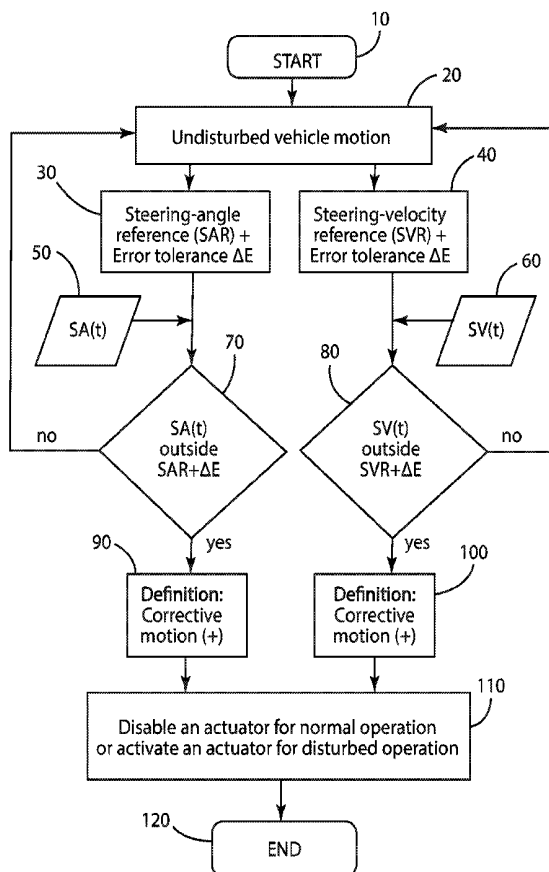 10
START
20
Undisturbed vehicle motion
30
Steering-angle
reference (SAR) +
Error tolerance ΔE
40
Steering-velocity
reference (SVR) +
Error tolerance ΔE
50
SA(t)
60
SV(t)
70
SA(t)
outside
SAR+ΔE
no
yes
80
SV(t)
outside
SVR+ΔE
no
yes
90
Definition:
Corrective
motion (+)
100
Definition:
Corrective
motion (+)
110
Disable an actuator for normal operation
or activate an actuator for disturbed operation
120
END